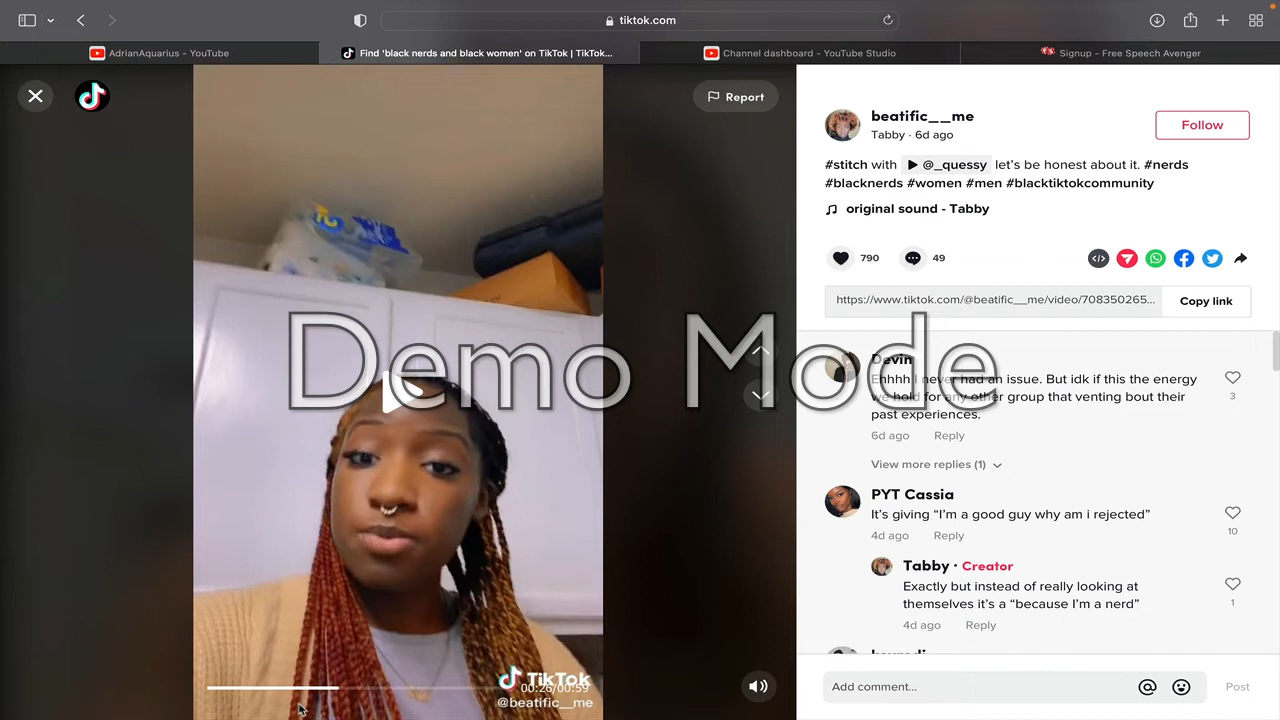 tiktok.com
AdrianAquarius - YouTube
Find 'black nerds and black women' on TikTok | TikTok...
Channel dashboard - YouTube Studio
Signup - Free Speech Avenger
Report
beatific__me
Tabby · 6d ago
Follow
#stitch with @_quessy let's be honest about it. #nerds
#blacknerds #women #men #blacktiktokcommunity
original sound - Tabby
790
49
https://www.tiktok.com/@beatific__me/video/708350265...
Copy link
Demo Mode
Devin
Ehhhh I never had an issue. But idk if this the energy
we hold for any other group that venting bout their
past experiences.
3
6d ago
Reply
View more replies (1)
PYT Cassia
It's giving "I'm a good guy why am i rejected"
10
4d ago
Reply
Tabby · Creator
Exactly but instead of really looking at
themselves it's a "because I'm a nerd"
1
4d ago
Reply
TikTok
00:26/00:59
@beatific__me
Add comment...
Post